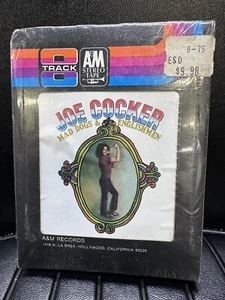 8
TRACK
A&M
STEREO
TAPE
8-75
ESD
$9.98
JOE COCKER
MAD DOGS & ENGLISHMEN
A&M RECORDS
1416 N. LA BREA, HOLLYWOOD, CALIFORNIA 90028